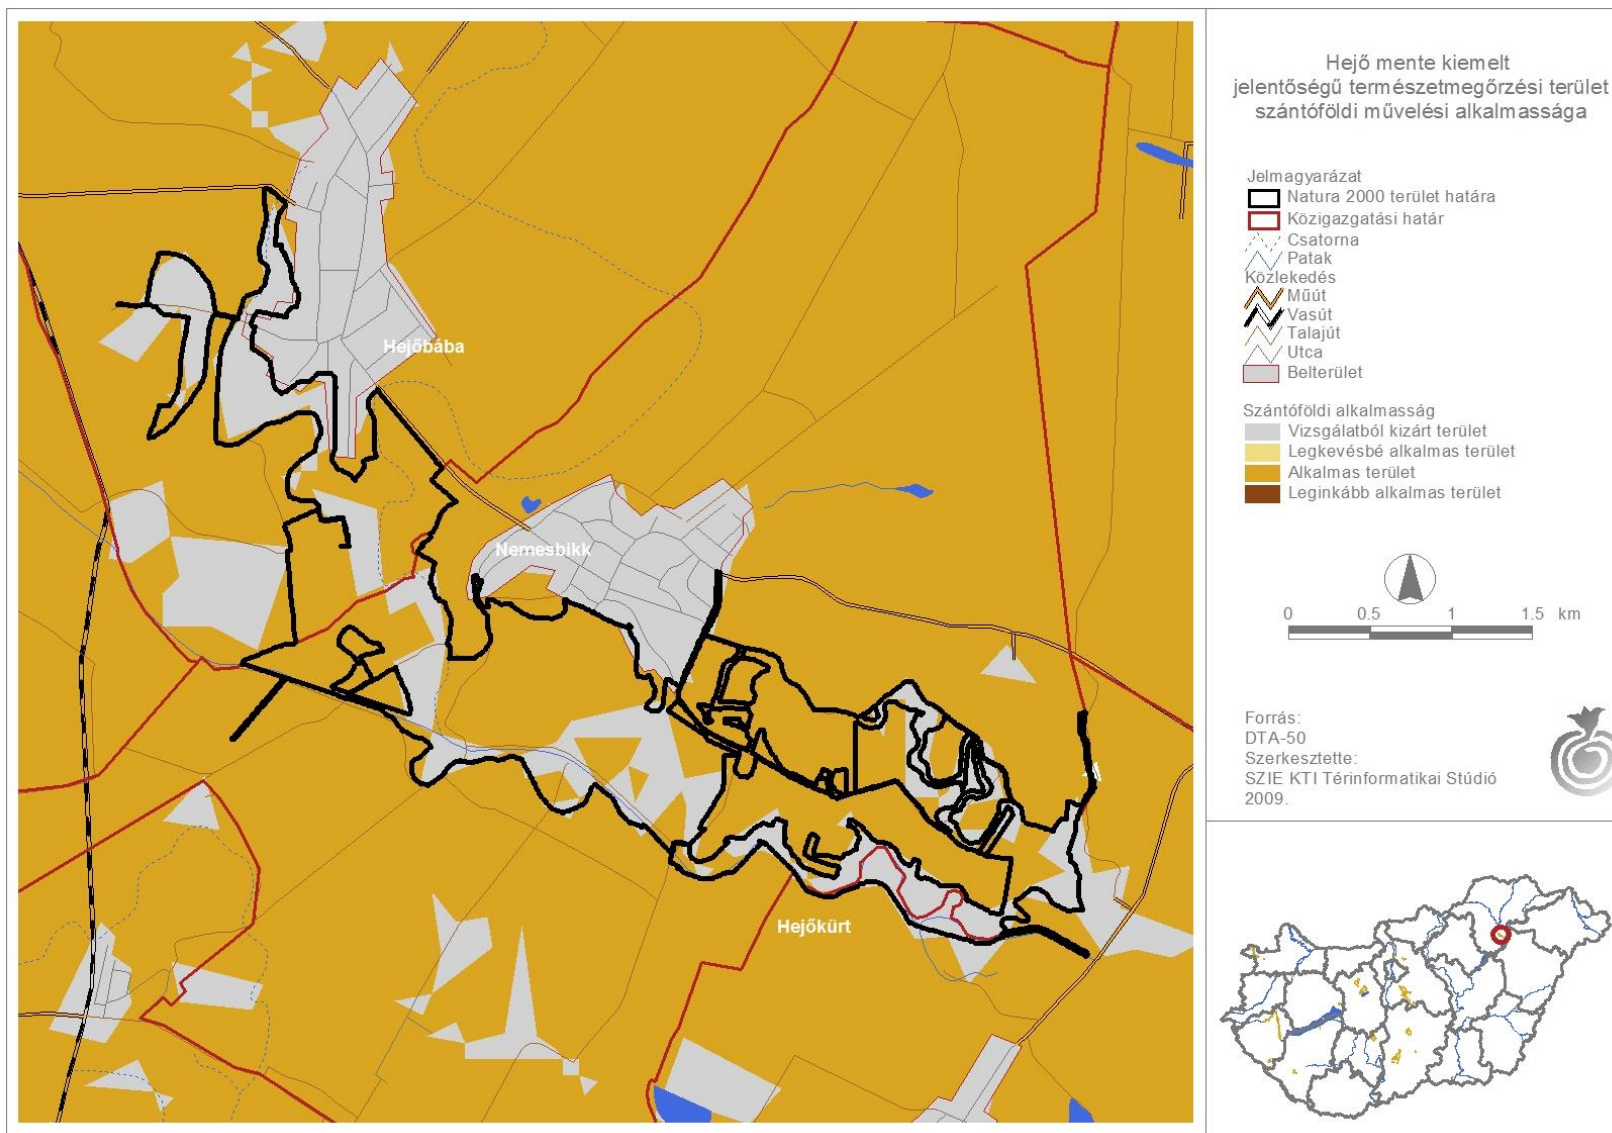 Hejő mente kiemelt
jelentőségű természetmegőrzési terület
szántóföldi művelési alkalmassága
Jelmagyarázat
Natura 2000 terület határa
Közigazgatási határ
Csatorna
Patak
Közlekedés
Műút
Vasút
Talajút
Utca
Belterület
Szántóföldi alkalmasság
Vizsgálatból kizárt terület
Legkevésbé alkalmas terület
Alkalmas terület
Leginkább alkalmas terület
0 0.5 1 1.5 km
Forrás:
DTA-50
Szerkesztette:
SZIE KTI Térinformatikai Stúdió
2009.
Hejőbába
Nemesbikk
Hejőkürt